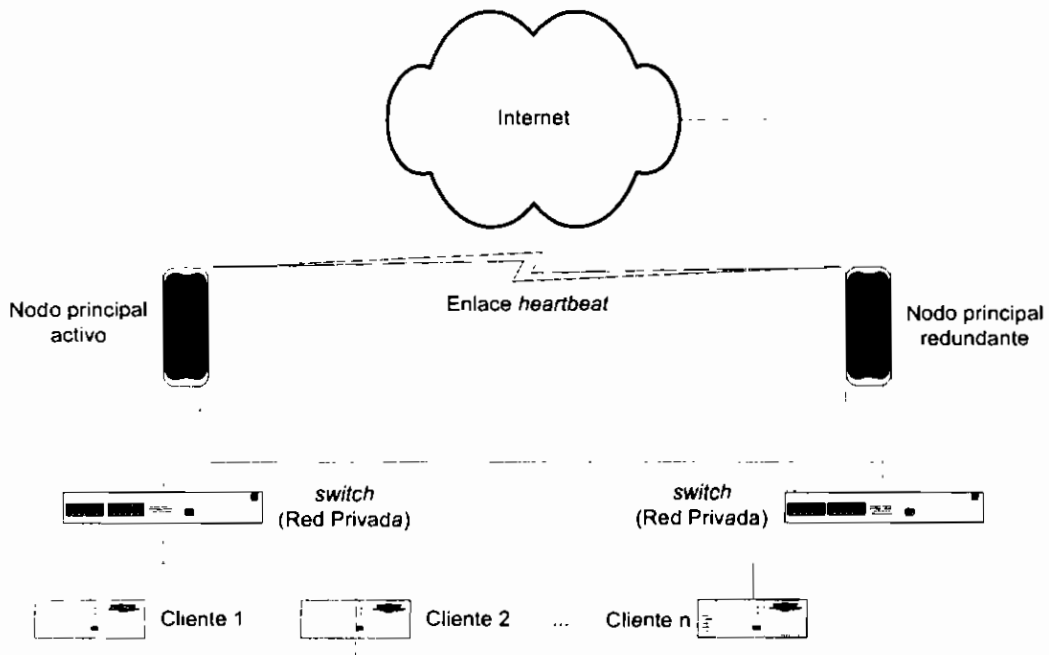 Internet
Enlace heartbeat
Nodo principal
activo
Nodo principal
redundante
switch
(Red Privada)
switch
(Red Privada)
Cliente 1
Cliente 2
...
Cliente n